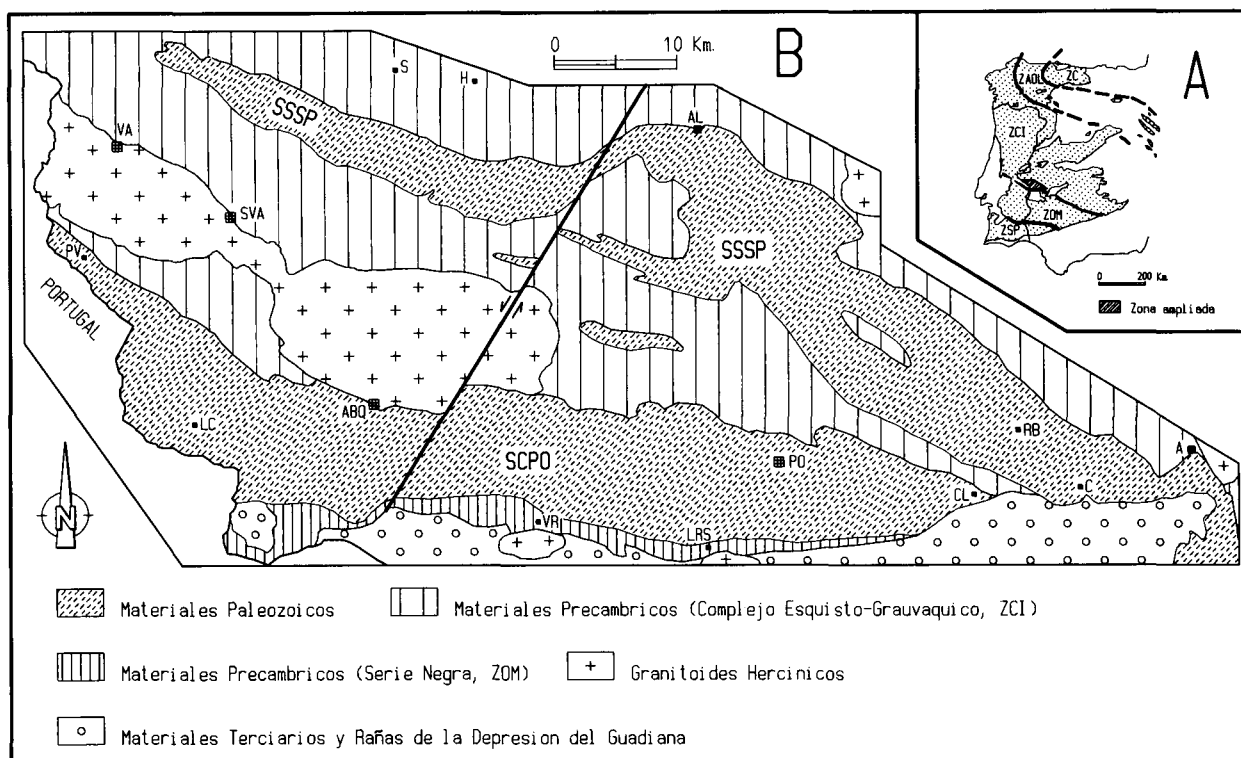 0 10 Km.
B
A
S
H
SSSP
VA
AL
SVA
PV
PORTUGAL
SSSP
ABQ
LC
SCPO
PO
RB
A
CL
C
VR
LRS
N
ZAOL
ZC
ZCI
ZOM
ZSP
0 200 Km.
Zona ampliada
Materiales Paleozoicos
Materiales Precambricos (Complejo Esquisto-Grauvaquico, ZCI)
Materiales Precambricos (Serie Negra, ZOM)
Granitoides Hercinicos
Materiales Terciarios y Rañas de la Depresion del Guadiana